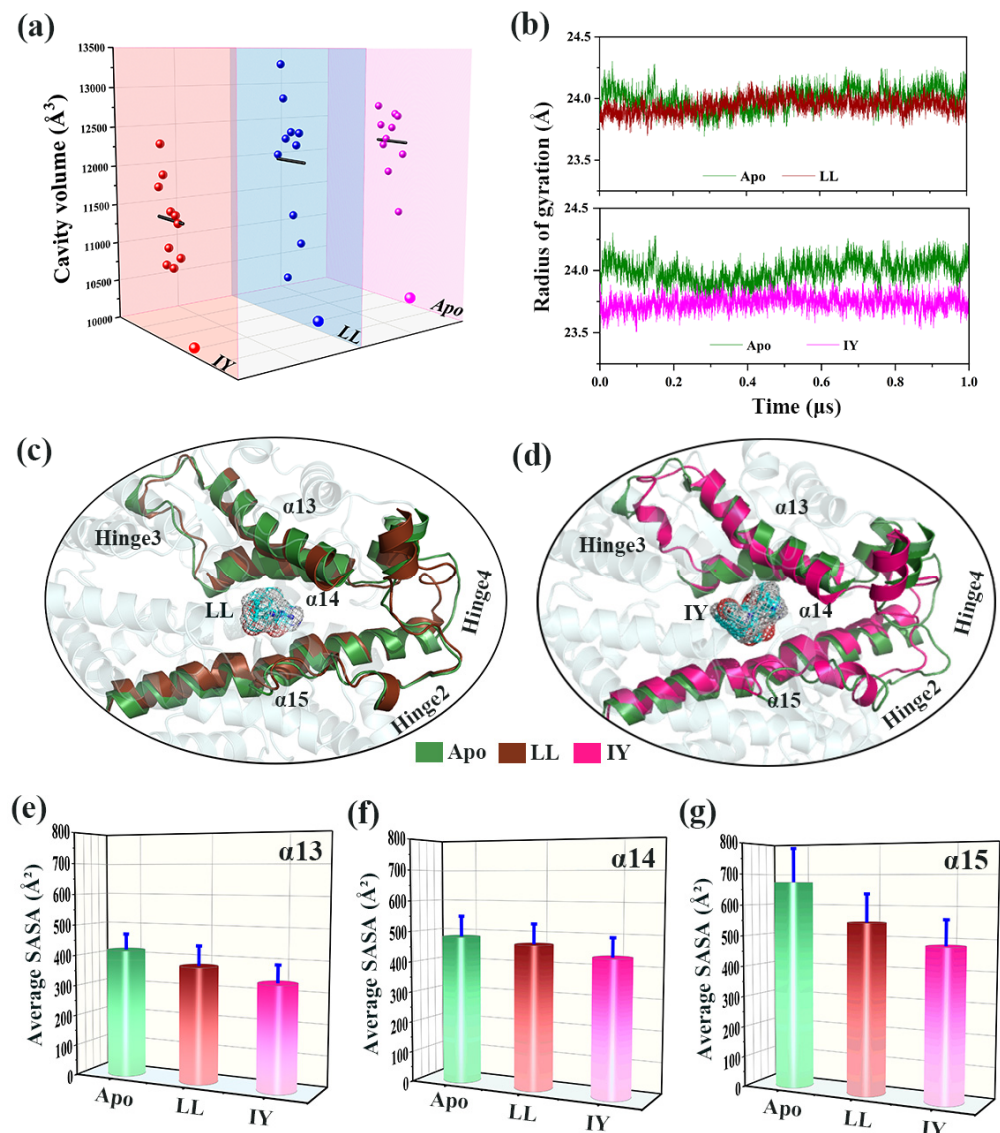 (a)
Cavity volume (Å³)
13500
13000
12500
12000
11500
11000
10500
10000
IY
LL
Apo
(b)
Radius of gyration (Å)
24.5
24.0
23.5
Apo LL
24.5
24.0
23.5
Apo IY
0.0 0.2 0.4 0.6 0.8 1.0
Time (µs)
(c)
α13
Hinge3
LL
α14
Hinge4
α15
Hinge2
(d)
α13
Hinge3
IY
α14
Hinge4
α15
Hinge2
Apo LL IY
(e)
α13
Average SASA (Å²)
800
700
600
500
400
300
200
100
0
Apo LL IY
(f)
α14
Average SASA (Å²)
800
700
600
500
400
300
200
100
0
Apo LL IY
(g)
α15
Average SASA (Å²)
800
700
600
500
400
300
200
100
0
Apo LL IY